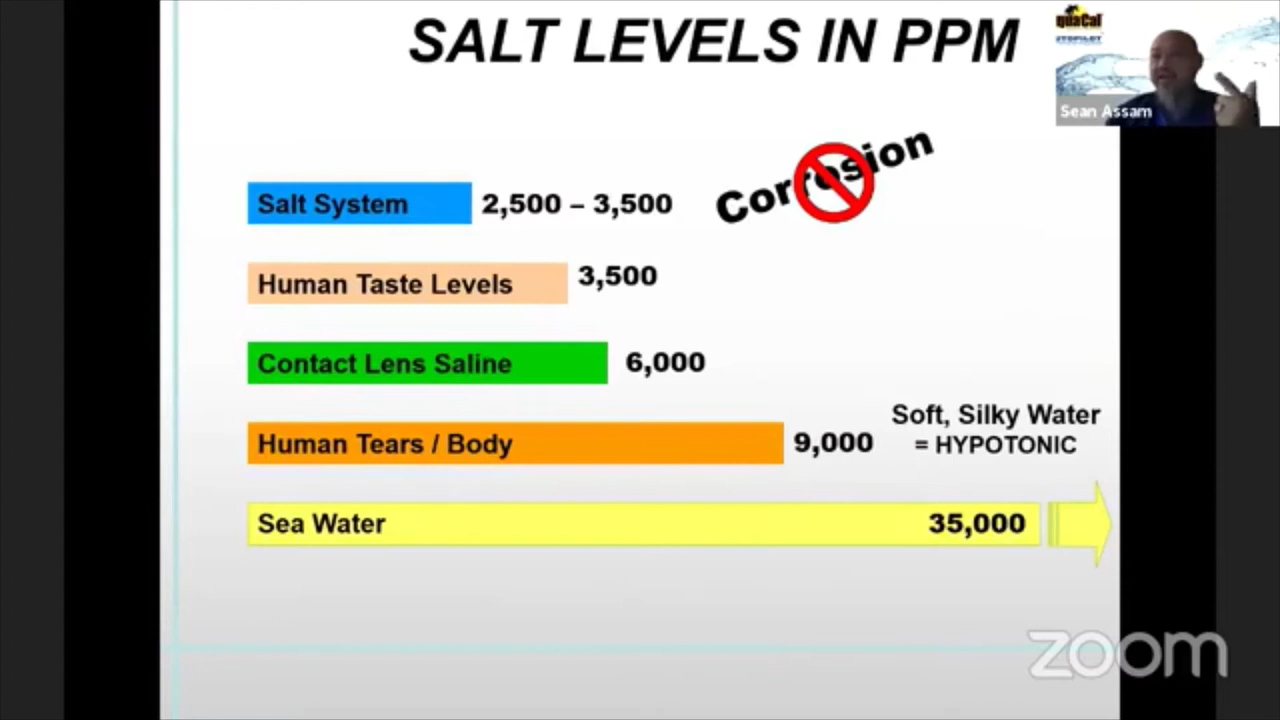 SALT LEVELS IN PPM
Sean Assam
Corrosion
Salt System 2,500 – 3,500
Human Taste Levels 3,500
Contact Lens Saline 6,000
Soft, Silky Water
= HYPOTONIC
Human Tears / Body 9,000
Sea Water 35,000
zoom